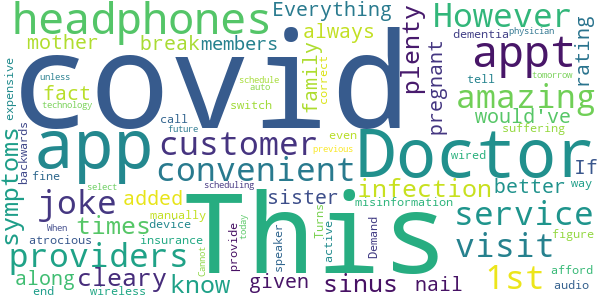 headphones
Everything
However
covid
mother
break
members
always
plenty
appt
rating
dementia
physician
tell
tomorrow
expensive
fact
family
correct
schedule
auto
unless
technology
switch
pregnant
amazing
would've
suffering
symptoms
backwards
call
future
even
previous
app
customer
Doctor
wired
fine
select
convenient
scheduling
If
way
joke
added
manually
This
sister
infection
better
misinformation
times
device
When
insurance
provide
today
speaker
Turns
active
Demand
Cannot
service
visit
figure
providers
along
cleary
end
wireless
know
given
sinus
nail
1st
afford
audio